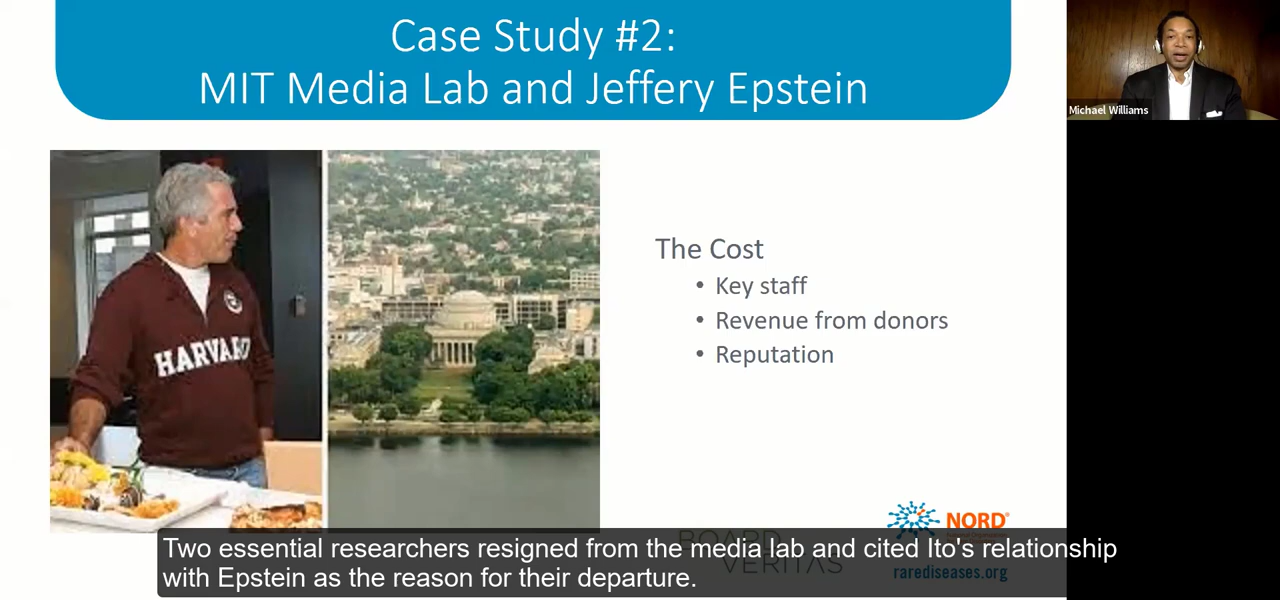 Case Study #2:
MIT Media Lab and Jeffery Epstein
Michael Williams
HARVARD
The Cost
• Key staff
• Revenue from donors
• Reputation
NORD®
BOARD
VERITAS
rarediseases.org
Two essential researchers resigned from the media lab and cited Ito's relationship
with Epstein as the reason for their departure.